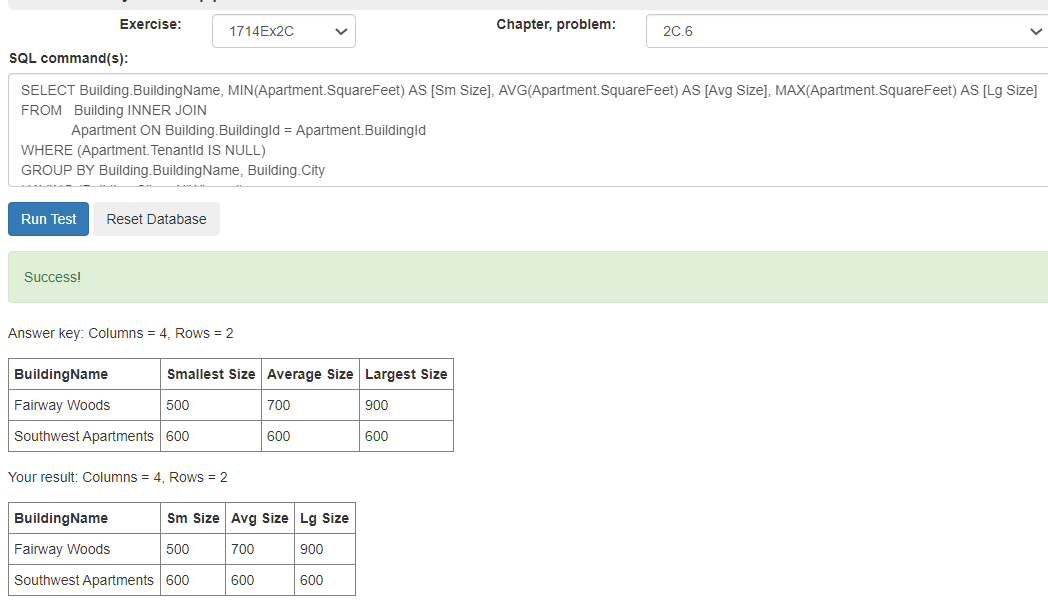 Exercise:
1714Ex2C
Chapter, problem:
2C.6
SQL command(s):
SELECT Building.BuildingName, MIN(Apartment.SquareFeet) AS [Sm Size], AVG(Apartment.SquareFeet) AS [Avg Size], MAX(Apartment.SquareFeet) AS [Lg Size]
FROM Building INNER JOIN
Apartment ON Building.BuildingId = Apartment.BuildingId
WHERE (Apartment.TenantId IS NULL)
GROUP BY Building.BuildingName, Building.City
Run Test
Reset Database
Success!
Answer key: Columns = 4, Rows = 2
BuildingName Smallest Size Average Size Largest Size
Fairway Woods 500 700 900
Southwest Apartments 600 600 600
Your result: Columns = 4, Rows = 2
BuildingName Sm Size Avg Size Lg Size
Fairway Woods 500 700 900
Southwest Apartments 600 600 600